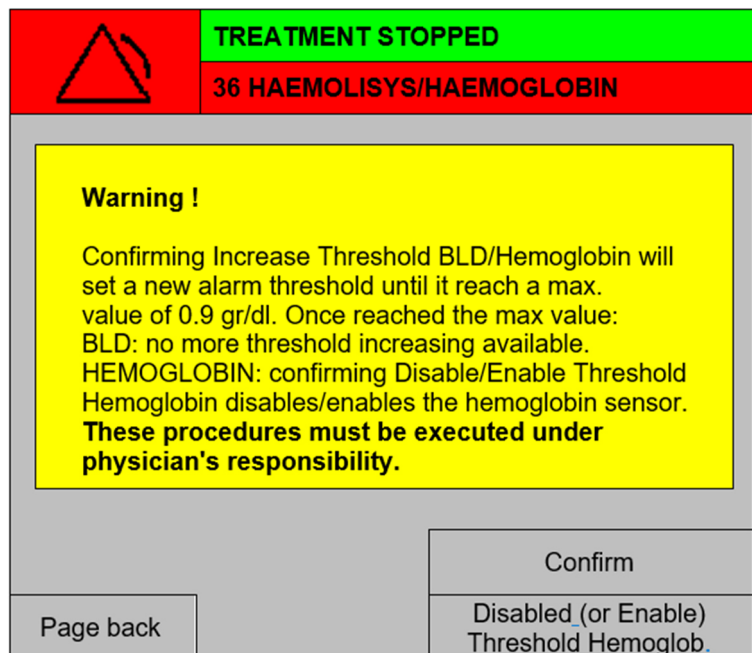 TREATMENT STOPPED
36 HAEMOLISYS/HAEMOGLOBIN
Warning !
Confirming Increase Threshold BLD/Hemoglobin will
set a new alarm threshold until it reach a max.
value of 0.9 gr/dl. Once reached the max value:
BLD: no more threshold increasing available.
HEMOGLOBIN: confirming Disable/Enable Threshold
Hemoglobin disables/enables the hemoglobin sensor.
These procedures must be executed under
physician's responsibility.
Confirm
Page back
Disabled (or Enable)
Threshold Hemoglob.